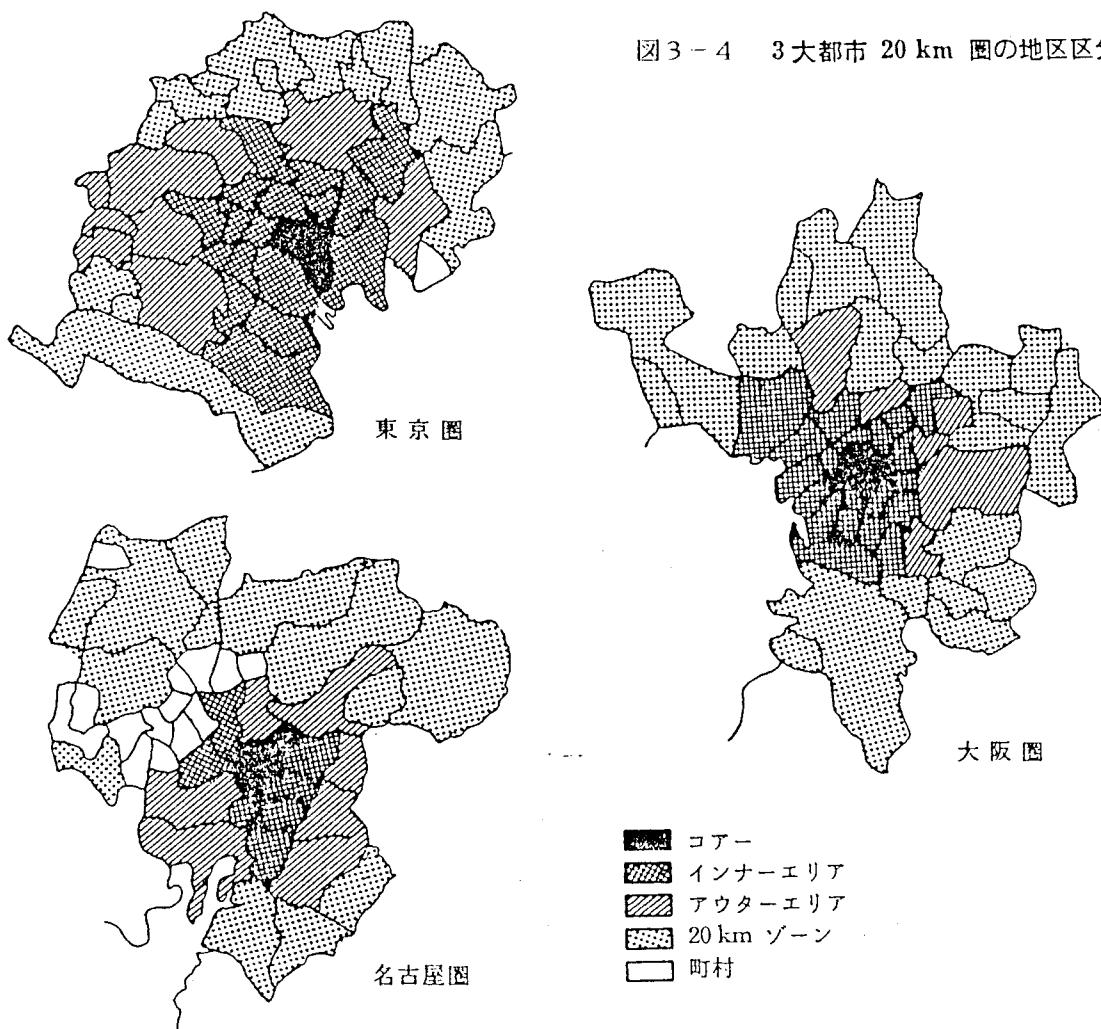 図3-4 3大都市 20 km 圏の地区区分
東京圏
大阪圏
名古屋圏
コアー
インナーエリア
アウターエリア
20km ゾーン
町村